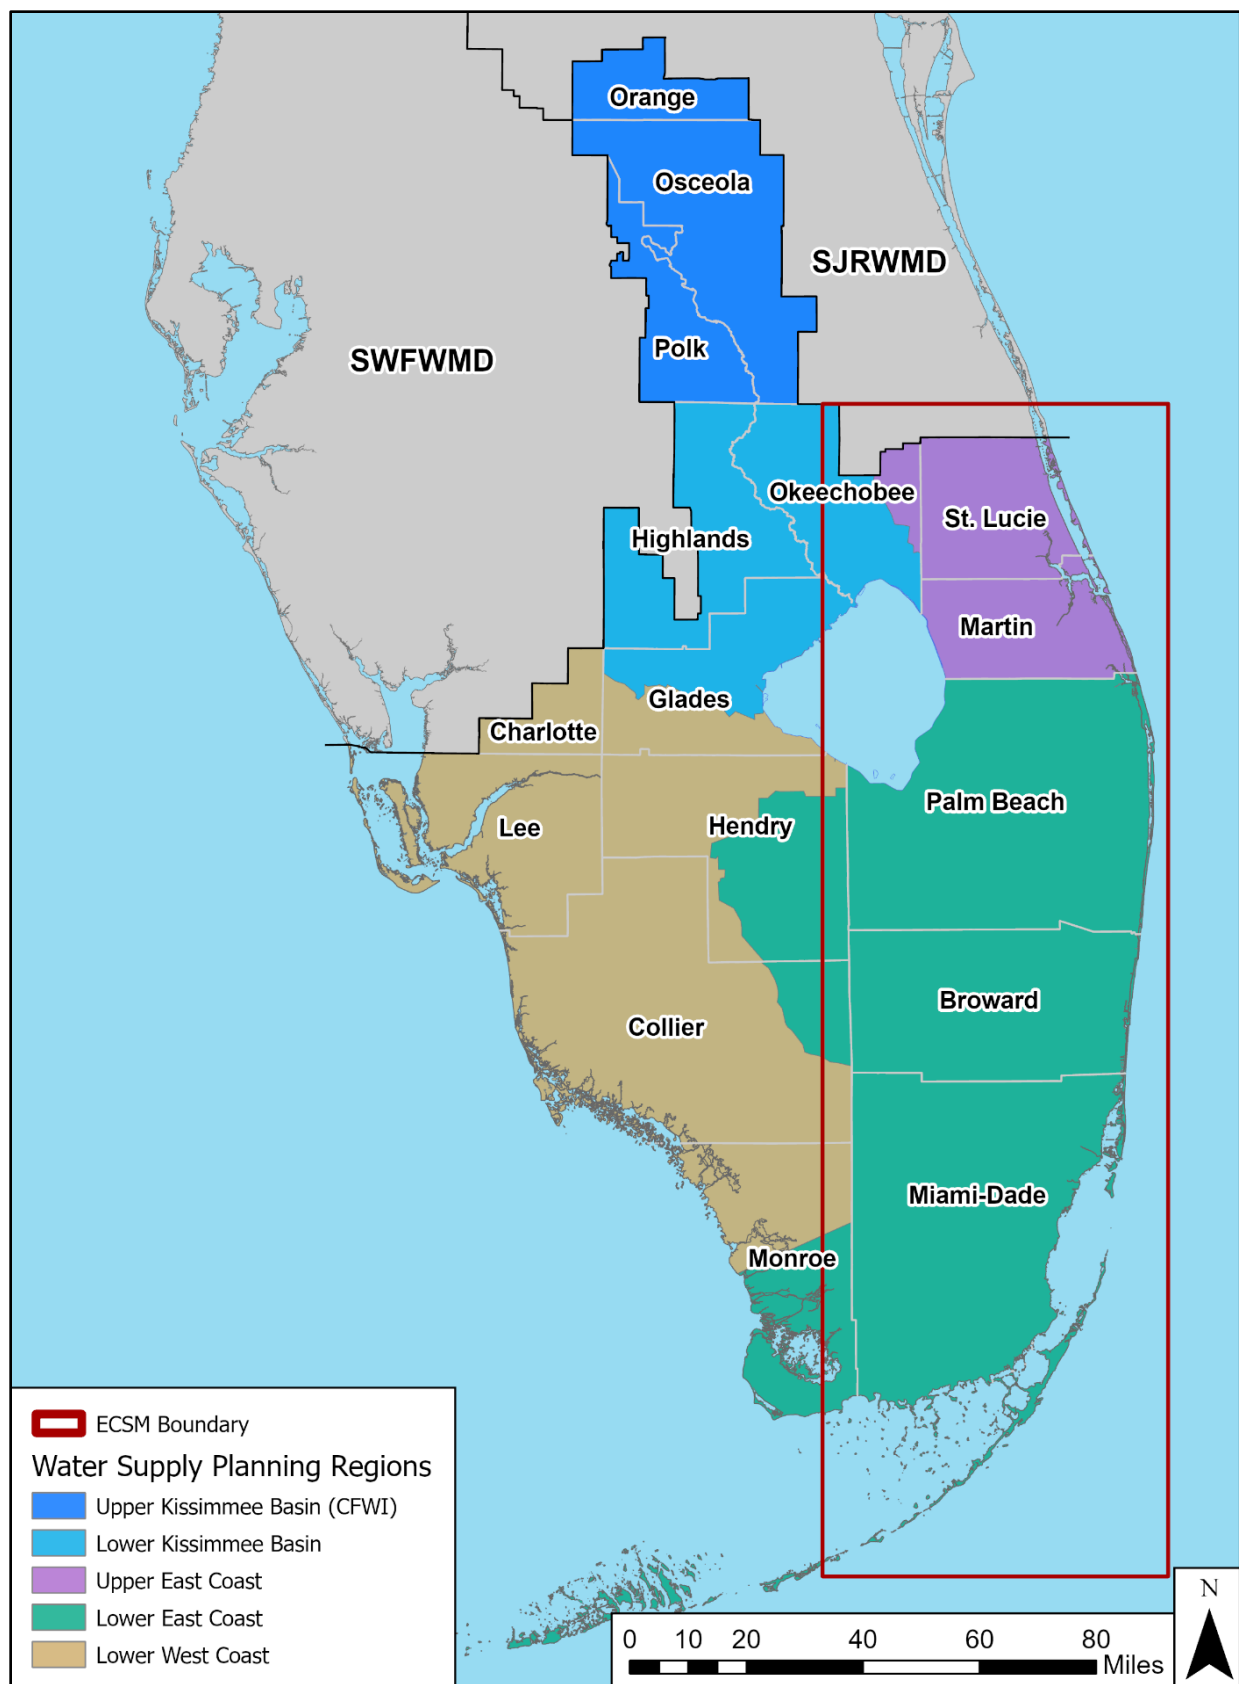 Orange
Osceola
SJRWMD
Polk
SWFWMD
Okeechobee
St. Lucie
Highlands
Martin
Glades
Charlotte
Palm Beach
Lee
Hendry
Broward
Collier
Miami-Dade
Monroe
ECSM Boundary
Water Supply Planning Regions
Upper Kissimmee Basin (CFWI)
Lower Kissimmee Basin
Upper East Coast
Lower East Coast
Lower West Coast
N
0 10 20 40 60 80
Miles